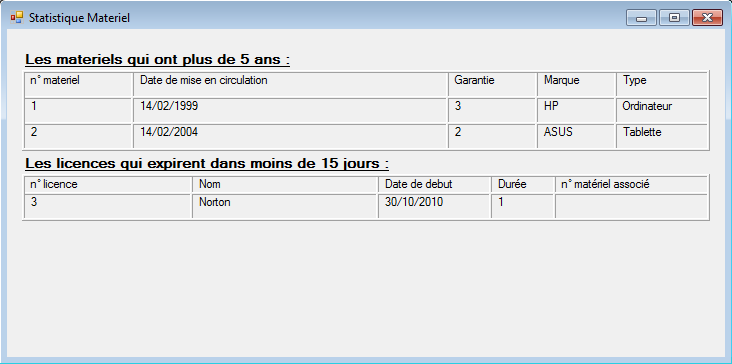 Statistique Materiel
Les materiels qui ont plus de 5 ans :
n° materiel Date de mise en circulation Garantie Marque Type
1 14/02/1999 3 HP Ordinateur
2 14/02/2004 2 ASUS Tablette
Les licences qui expirent dans moins de 15 jours :
n° licence Nom Date de debut Durée n° matériel associé
3 Norton 30/10/2010 1